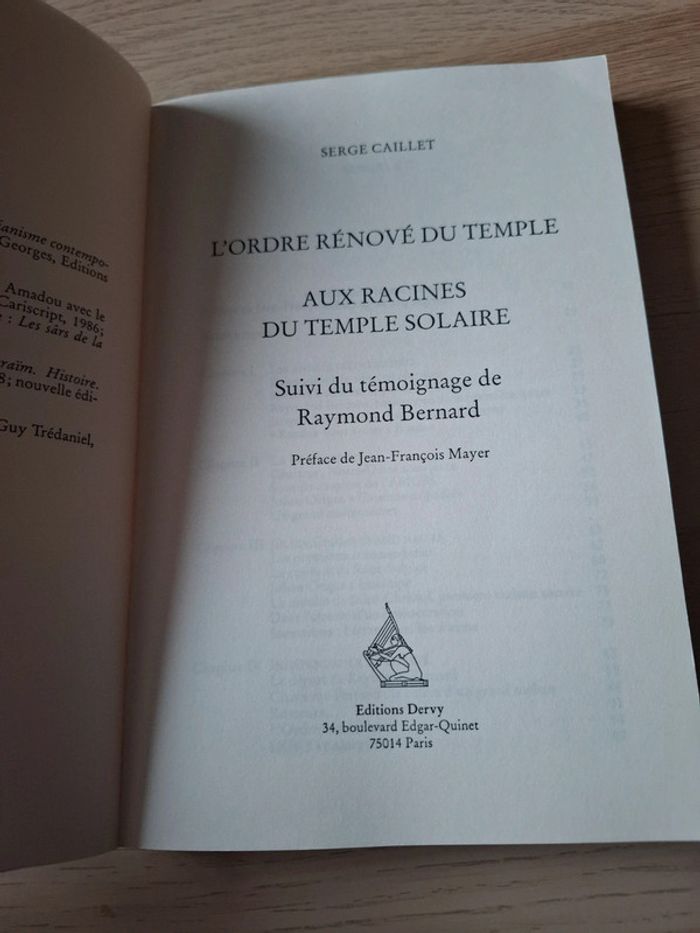 éanisme contempo-
Georges, Editions
Amadou avec le
Cariscript, 1986;
: Les sârs de la
raïm. Histoire.
8; nouvelle édi-
Guy Trédaniel,
SERGE CAILLET
L'ORDRE RÉNOVÉ DU TEMPLE
AUX RACINES
DU TEMPLE SOLAIRE
Suivi du témoignage de
Raymond Bernard
Préface de Jean-François Mayer
Editions Dervy
34, boulevard Edgar-Quinet
75014 Paris